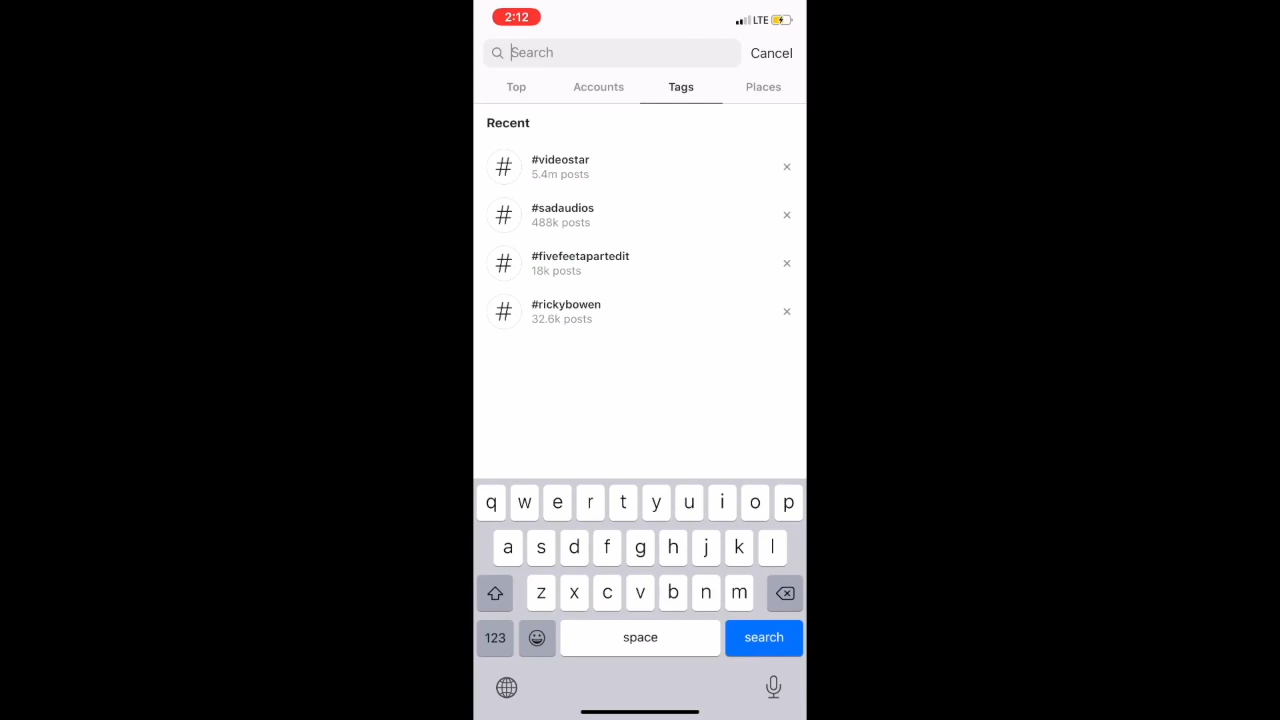 2:12
LTE
Search
Cancel
Top Accounts Tags Places
Recent
#videostar
5.4m posts
#sadaudios
488k posts
#fivefeetapartedit
18k posts
#rickybowen
32.6k posts
q w e r t y u i o p
a s d f g h j k l
z x c v b n m
123 space search